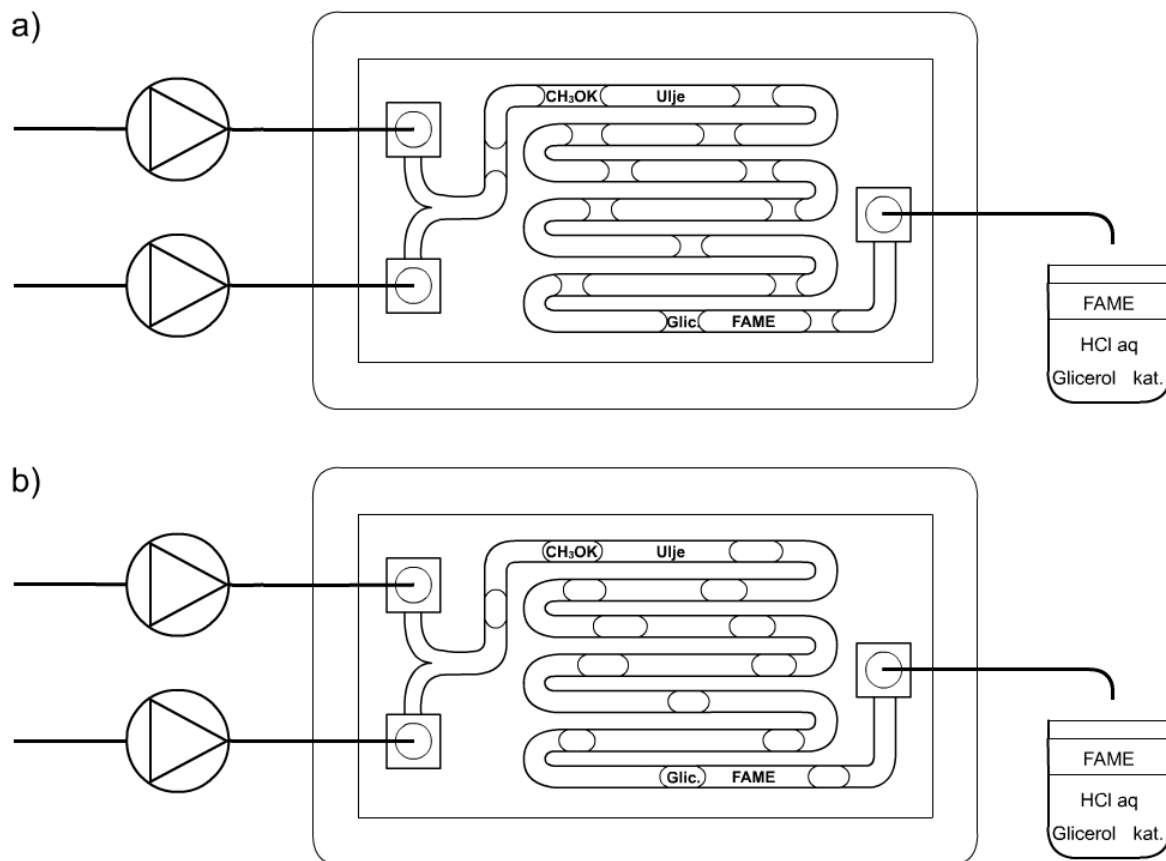 a)
CH₃OK Ulje
Glic. FAME
FAME
HCl aq
Glicerol kat.
b)
CH₃OK Ulje
Glic. FAME
FAME
HCl aq
Glicerol kat.